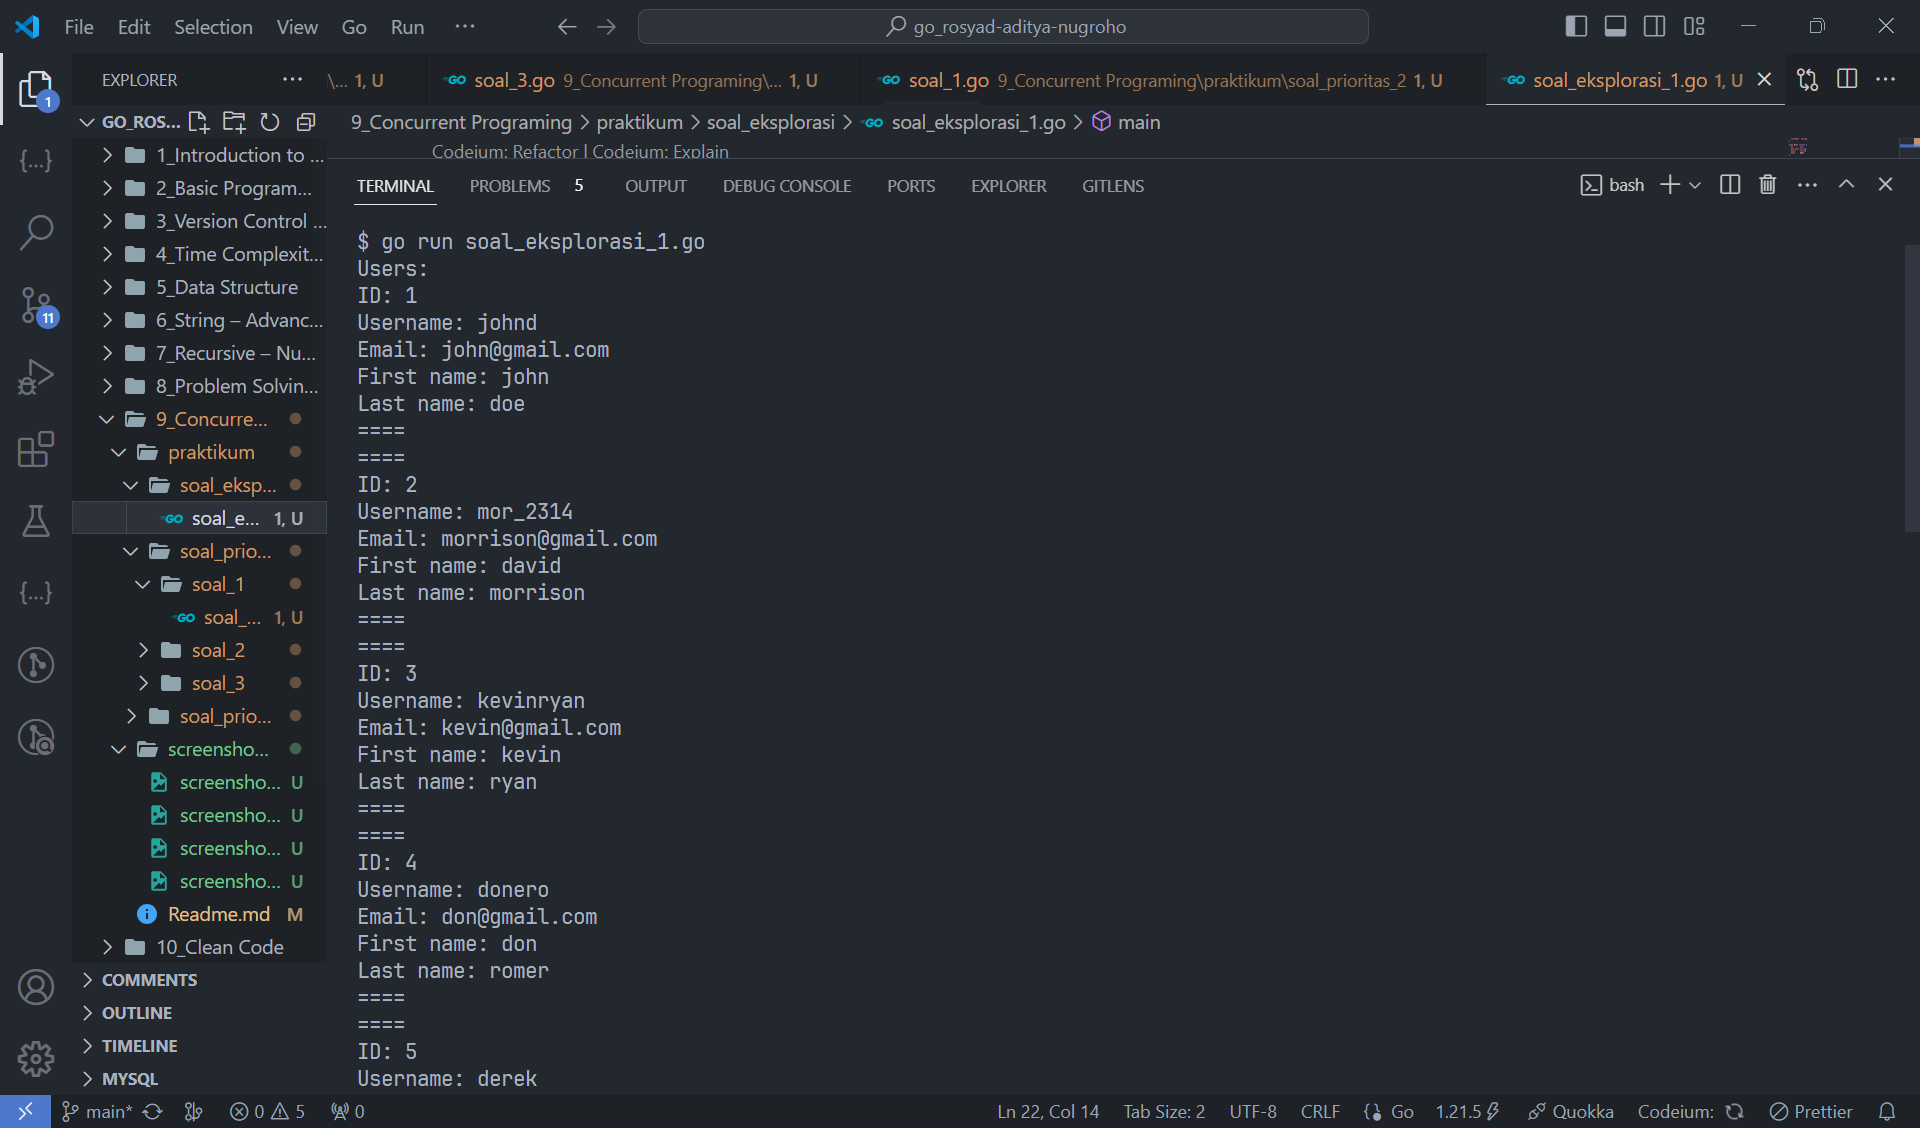 File Edit Selection View Go Run ··· go_rosyad-aditya-nugroho
EXPLORER ··· \... 1, U soal_3.go 9_Concurrent Programing\... 1, U soal_1.go 9_Concurrent Programing\praktikum\soal_prioritas_2 1, U soal_eksplorasi_1.go 1, U
GO_ROS... 9_Concurrent Programing > praktikum > soal_eksplorasi > GO soal_eksplorasi_1.go > main
Codeium: Refactor | Codeium: Explain
1
{...}
11
{...}
1_Introduction to ...
2_Basic Program...
3_Version Control ...
4_Time Complexit...
5_Data Structure
6_String – Advanc...
7_Recursive – Nu...
8_Problem Solvin...
9_Concurre...
praktikum
soal_eksp...
GO soal_e... 1, U
soal_prio...
soal_1
GO soal_... 1, U
soal_2
soal_3
soal_prio...
screensho...
screensho... U
screensho... U
screensho... U
screensho... U
Readme.md M
10_Clean Code
COMMENTS
OUTLINE
TIMELINE
MYSQL
TERMINAL PROBLEMS 5 OUTPUT DEBUG CONSOLE PORTS EXPLORER GITLENS bash
$ go run soal_eksplorasi_1.go
Users:
ID: 1
Username: johnd
Email: john@gmail.com
First name: john
Last name: doe
====
====
ID: 2
Username: mor_2314
Email: morrison@gmail.com
First name: david
Last name: morrison
====
====
ID: 3
Username: kevinryan
Email: kevin@gmail.com
First name: kevin
Last name: ryan
====
====
ID: 4
Username: donero
Email: don@gmail.com
First name: don
Last name: romer
====
====
ID: 5
Username: derek
main* 0 5 0 Ln 22, Col 14 Tab Size: 2 UTF-8 CRLF Go 1.21.5 Quokka Codeium: Prettier